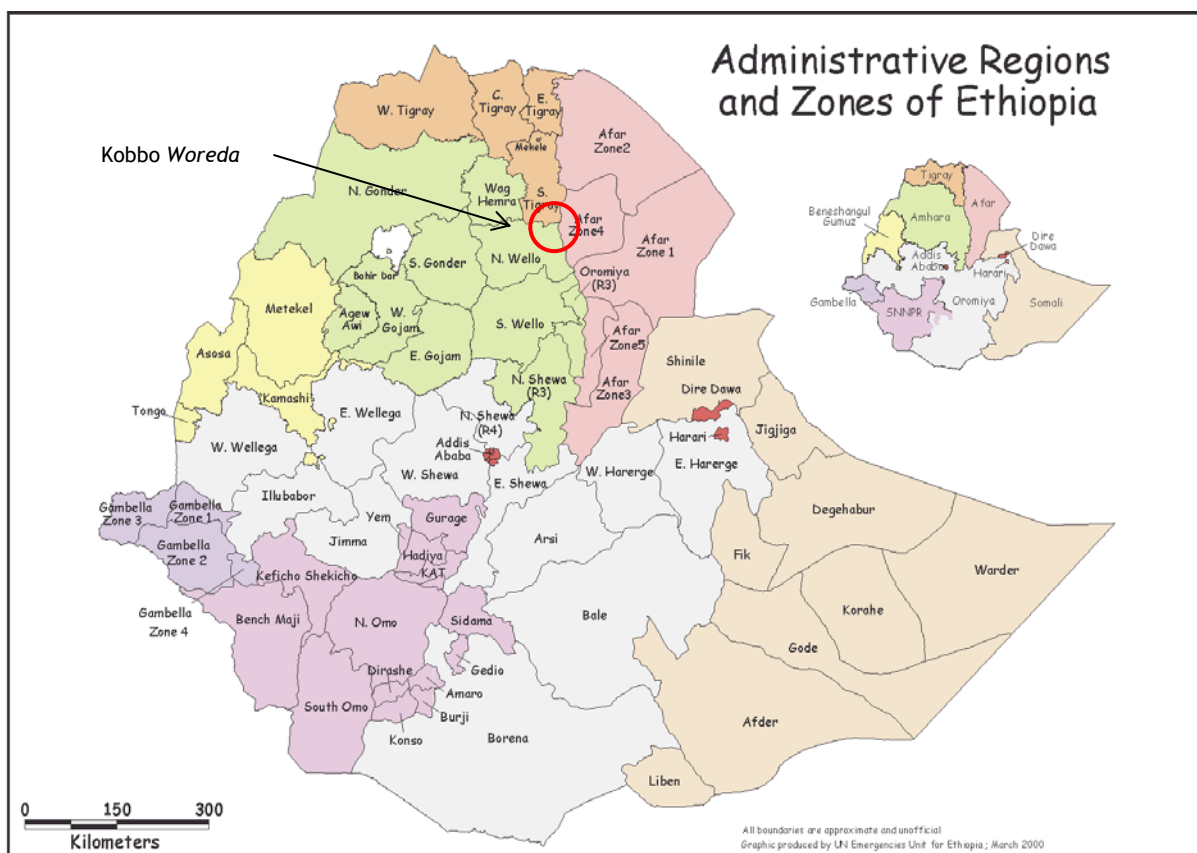 Administrative Regions
and Zones of Ethiopia
Kobbo Woreda
W. Tigray
C.
Tigray
E.
Tigray
Mekele
S.
Tigray
Afar
Zone2
N. Gonder
Wag
Hemra
Afar
Zone4
Afar
Zone 1
N. Wello
S. Gonder
Bahir Dar
Oromiya
(R3)
Metekel
Agew
Awi
W.
Gojam
E. Gojam
S. Wello
Afar
Zone5
Afar
Zone3
N. Shewa
(R3)
Shinile
Dire Dawa
Asosa
Kamashi
Tongo
E. Wellega
N. Shewa
(R4)
Addis
Ababa
W. Wellega
W. Shewa
E. Shewa
W. Harerge
Harari
E. Harerge
Jigjiga
Illubabor
Gambella
Zone 3
Gambella
Zone 1
Gambella
Zone 2
Gambella
Zone 4
Yem
Gurage
Jimma
Hadiya
KAT
Arsi
Fik
Degehabur
Warder
Keficho Shekicho
Bench Maji
N. Omo
Sidama
Bale
Korahe
Gode
Gedio
Dirashe
Amaro
South Omo
Burji
Konso
Borena
Afder
Liben
Tigray
Beneshangul
Gumuz
Amhara
Afar
Dire
Dawa
Addis
Ababa
Harari
Gambella
SNNPR
Oromiya
Somali
0 150 300
Kilometers
All boundaries are approximate and unofficial
Graphic produced by UN Emergencies Unit for Ethiopia; March 2000